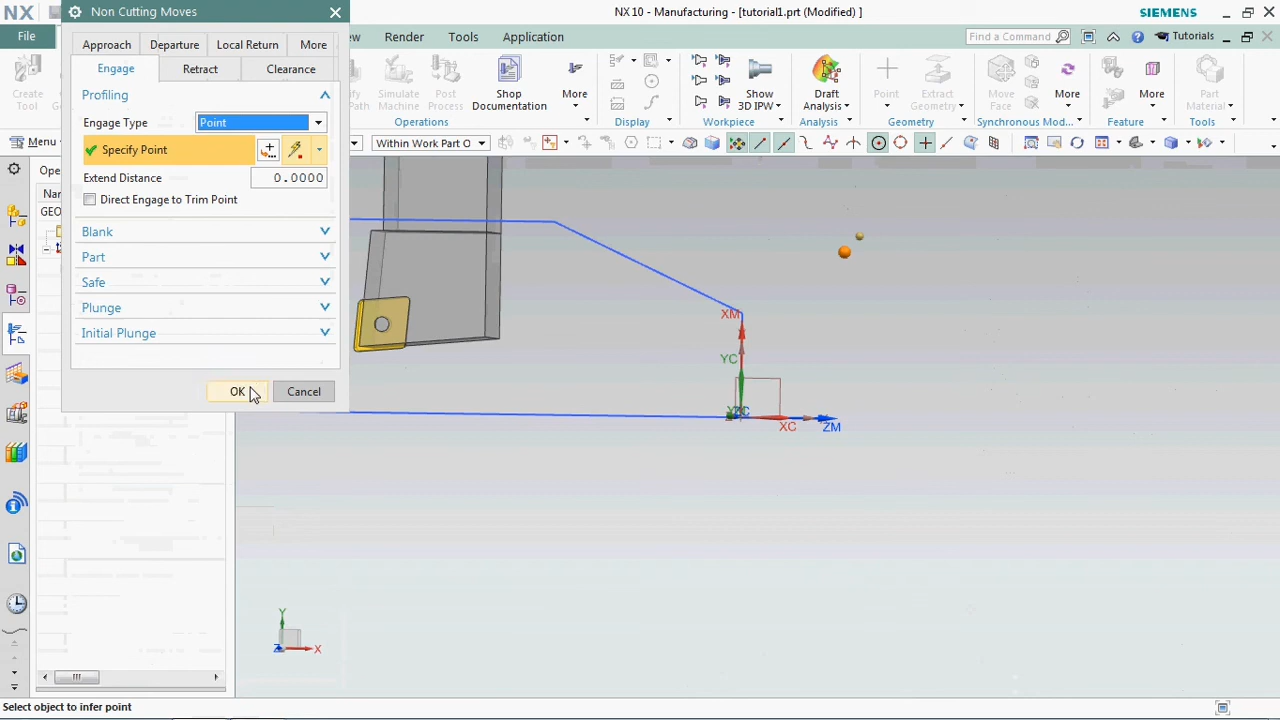 NX
Non Cutting Moves
NX 10 - Manufacturing - [tutorial1.prt (Modified) ]
SIEMENS
File
Render
Tools
Application
Find a Command
Tutorials
Approach
Departure
Local Return
More
Engage
Retract
Clearance
Profiling
Engage Type
Point
Specify Point
Extend Distance
0.0000
Direct Engage to Trim Point
Blank
Part
Safe
Plunge
Initial Plunge
OK
Cancel
Create
Tool
Simulate
Machine
Post
Process
Shop
Documentation
More
Show
3D IPW
Draft
Analysis
Point
Extract
Geometry
Move
Face
More
More
Part
Material
Operations
Display
Workpiece
Analysis
Geometry
Synchronous Mod...
Feature
Tools
Menu
Within Work Part O
Ope
Nar
GEO
XM
YC
XC
ZM
Y
X
Select object to infer point